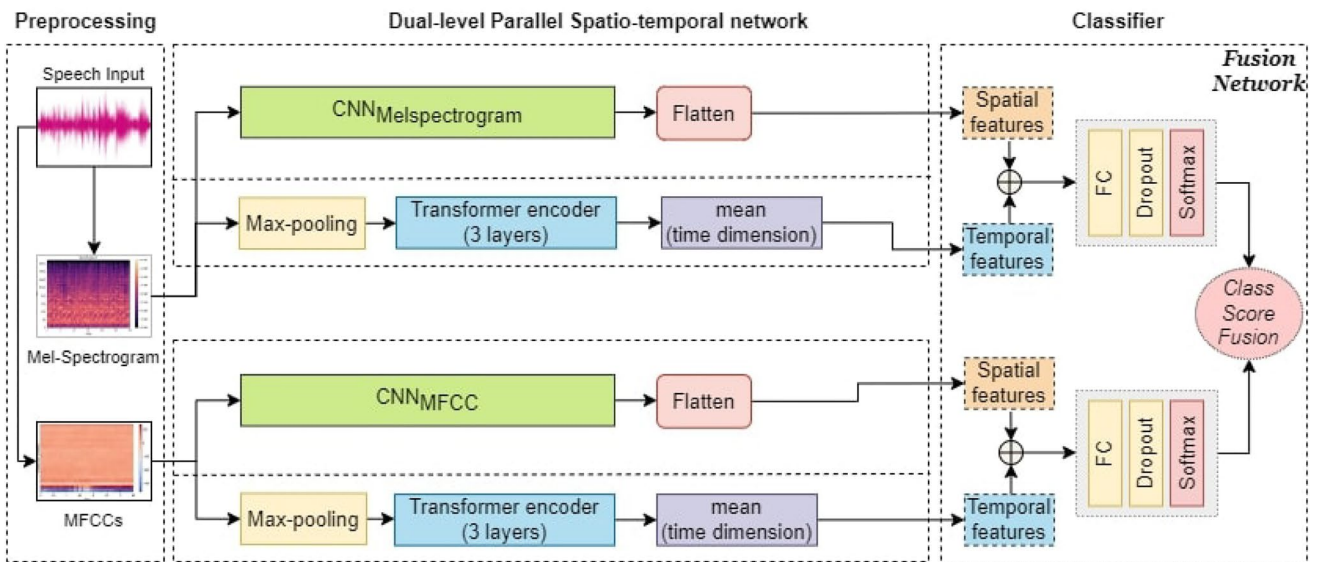 Preprocessing
Dual-level Parallel Spatio-temporal network
Classifier
Fusion
Network
Speech Input
Mel-Spectrogram
MFCCs
CNNMelspectrogram
Flatten
Max-pooling
Transformer encoder
(3 layers)
mean
(time dimension)
CNNMFCC
Flatten
Max-pooling
Transformer encoder
(3 layers)
mean
(time dimension)
Spatial
features
Temporal
features
FC
Dropout
Softmax
Class
Score
Fusion
Spatial
features
Temporal
features
FC
Dropout
Softmax